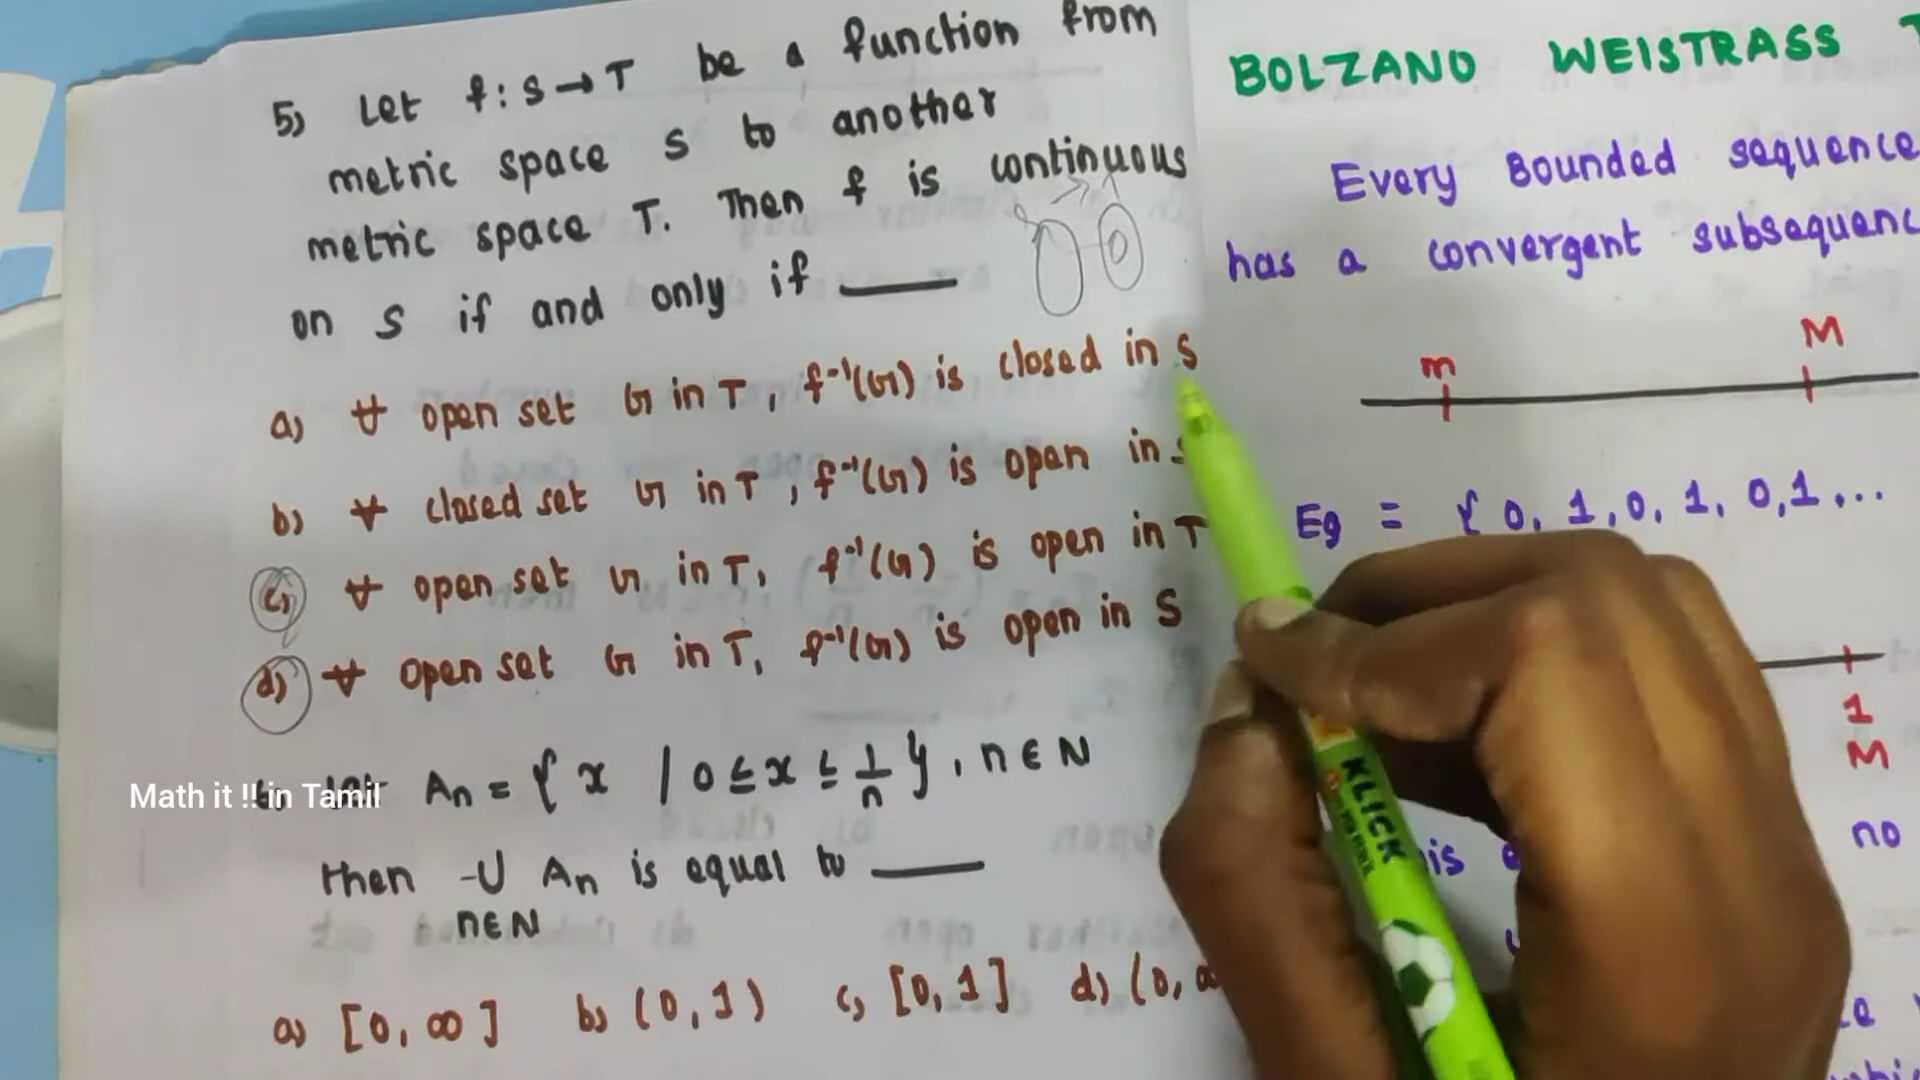 5) Let f : S → T be a function from
metric space S to another
metric space T. Then f is continuous
on S if and only if ____
a) ∀ open set G in T, f⁻¹(G) is closed in S
b) ∀ closed set G in T, f⁻¹(G) is open in
c) ∀ open set G in T, f⁻¹(G) is open in T
d) ∀ open set G in T, f⁻¹(G) is open in S
Aₙ = { x / 0 ≤ x ≤ 1/n }, n ∈ N
then ∪ Aₙ is equal to ____
n∈N
a) [0, ∞] b) (0, 1) c) [0, 1] d) (0,
Math it !! in Tamil
BOLZANO WEISTRASS
Every Bounded sequence
has a convergent
m M
Eg = { 0, 1, 0, 1, 0, 1, ...
1
M
no
KLICK